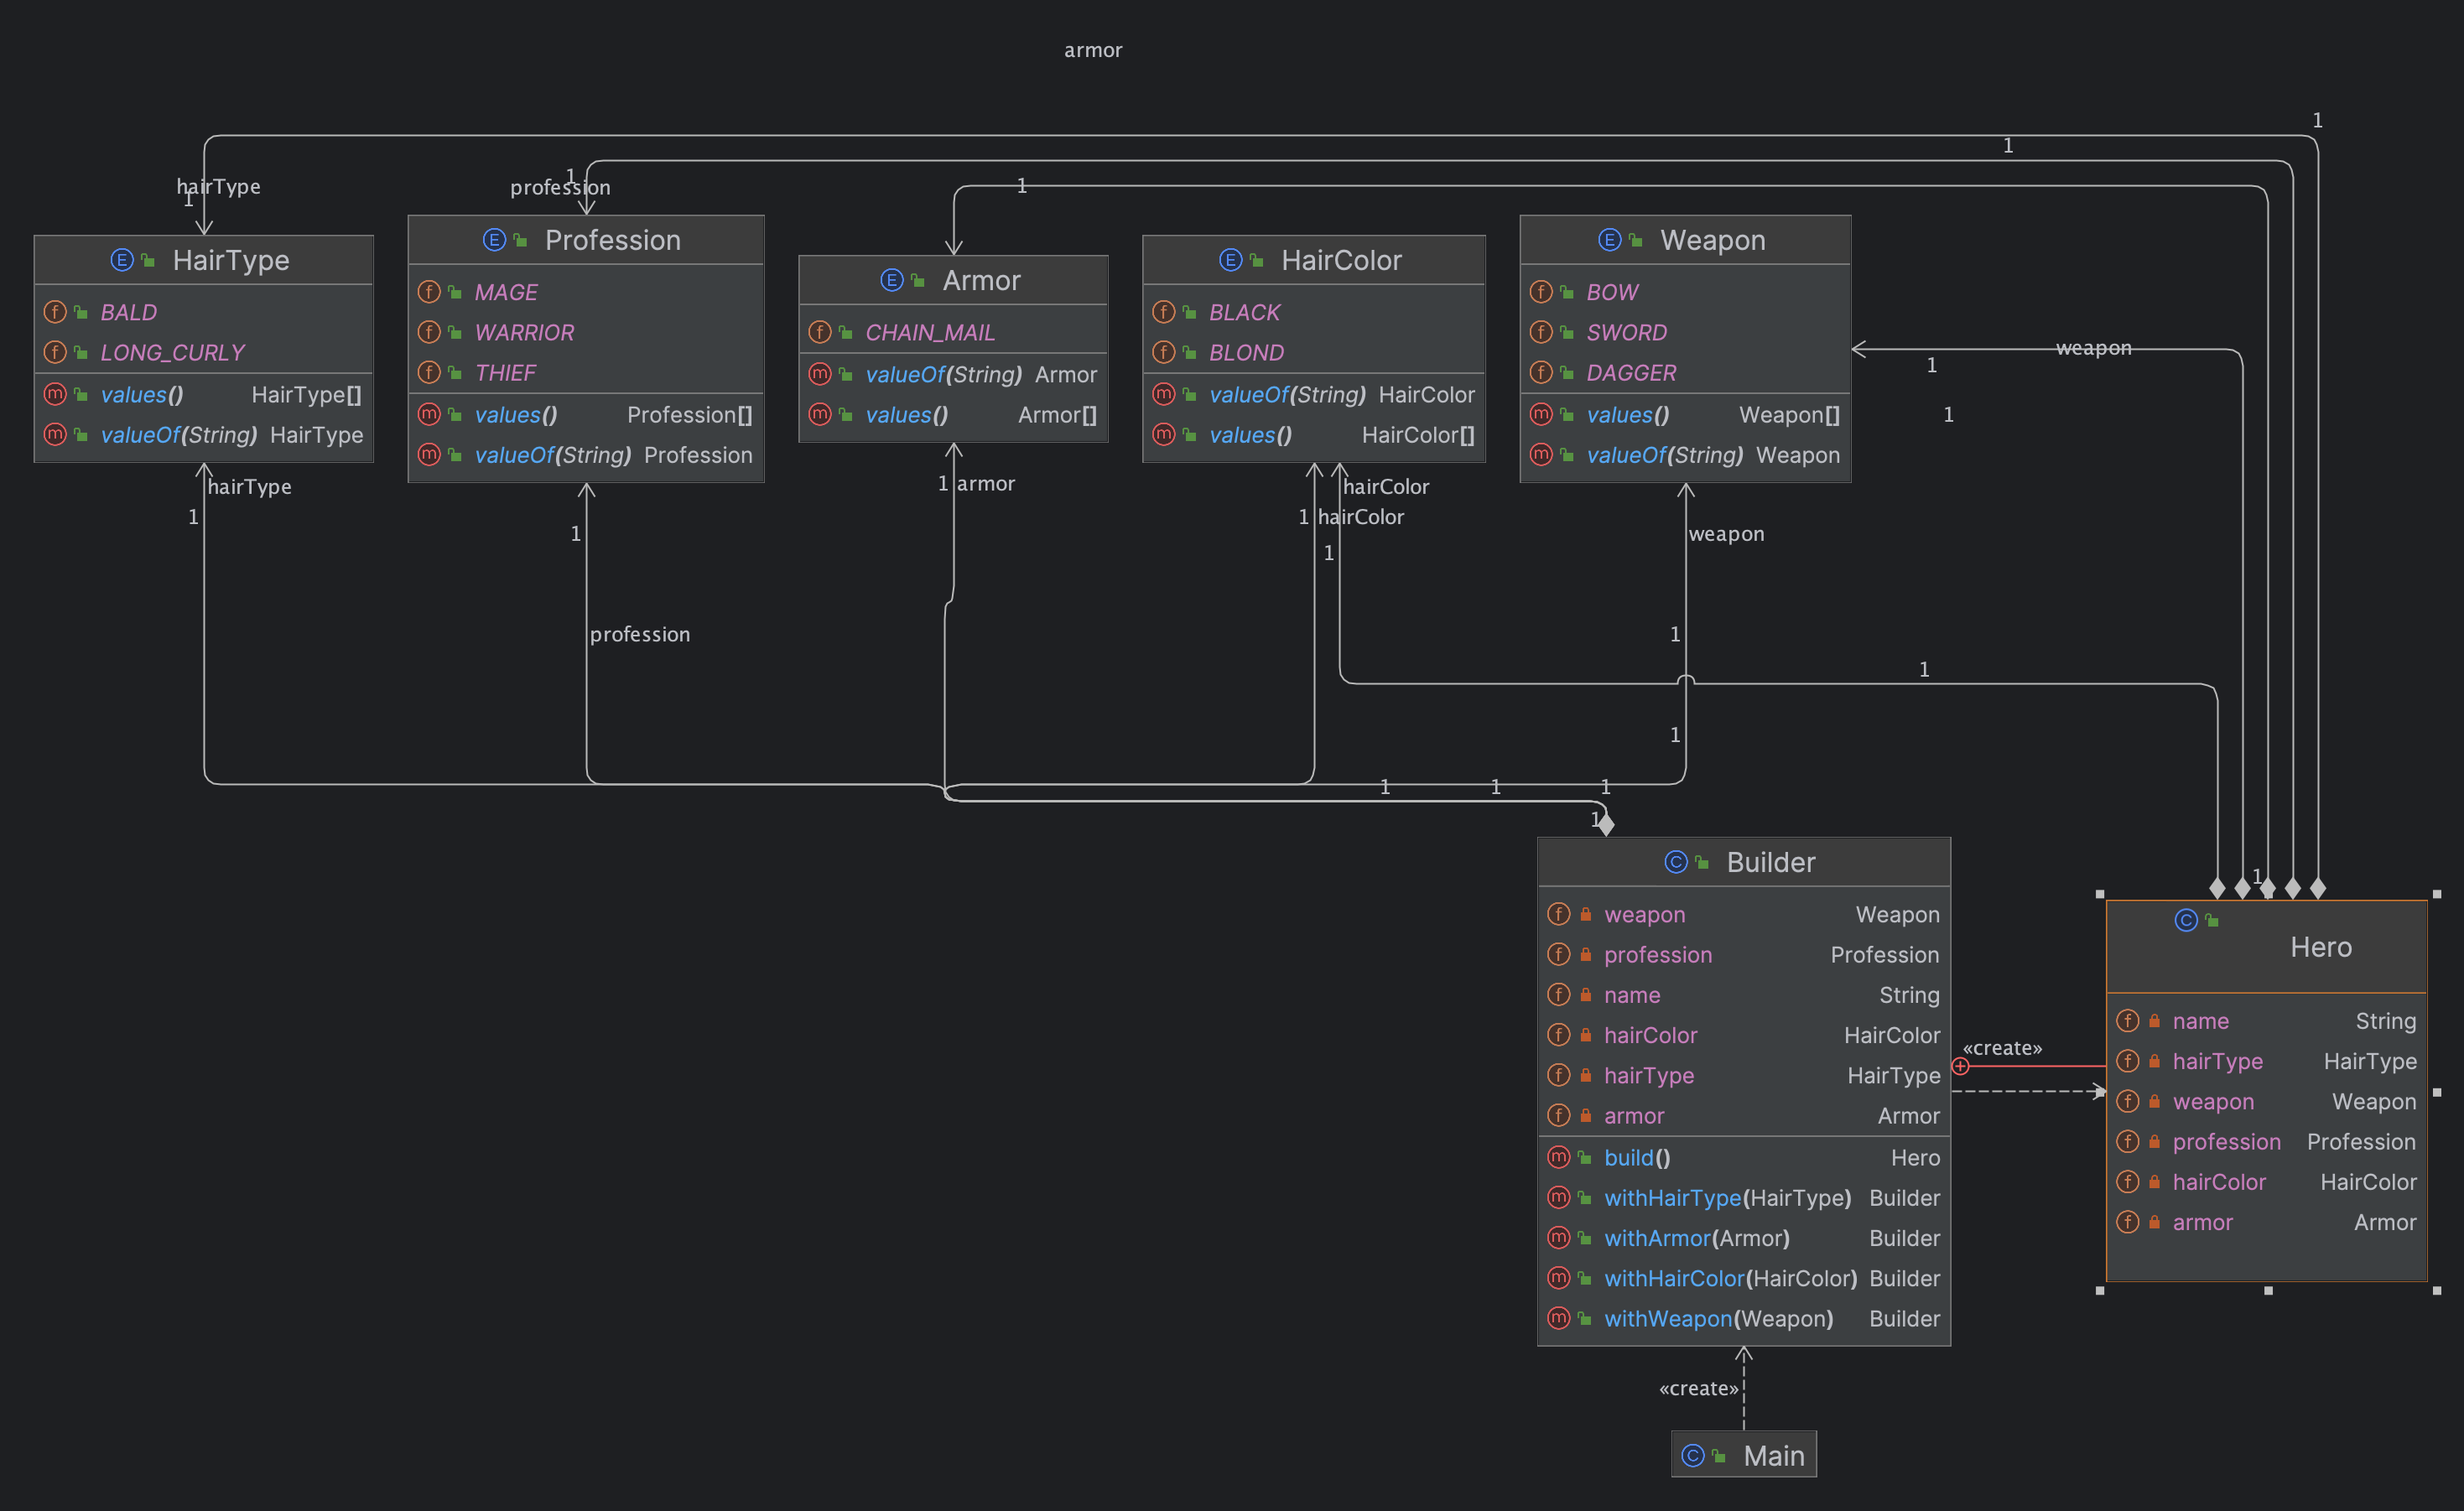 armor
1
1
1
1
hairType
1
profession
HairType
BALD
LONG_CURLY
values() HairType[]
valueOf(String) HairType
Profession
MAGE
WARRIOR
THIEF
values() Profession[]
valueOf(String) Profession
Armor
CHAIN_MAIL
valueOf(String) Armor
values() Armor[]
HairColor
BLACK
BLOND
valueOf(String) HairColor
values() HairColor[]
Weapon
BOW
SWORD
DAGGER
values() Weapon[]
valueOf(String) Weapon
weapon
1
1
hairType
1
1
profession
1 armor
hairColor
1 hairColor
1
weapon
1
1
1
1
1
1
1
1
Builder
weapon Weapon
profession Profession
name String
hairColor HairColor
hairType HairType
armor Armor
build() Hero
withHairType(HairType) Builder
withArmor(Armor) Builder
withHairColor(HairColor) Builder
withWeapon(Weapon) Builder
«create»
1
Hero
name String
hairType HairType
weapon Weapon
profession Profession
hairColor HairColor
armor Armor
«create»
Main